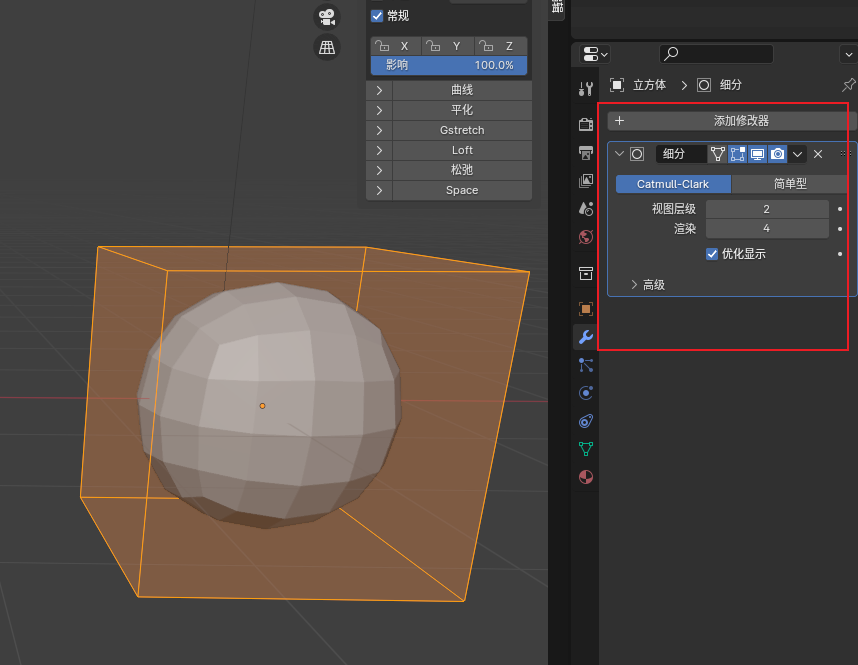 常规
X Y Z
影响 100.0%
曲线
平化
Gstretch
Loft
松弛
Space
立方体 细分
添加修改器
细分
Catmull-Clark 简单型
视图层级 2
渲染 4
优化显示
高级